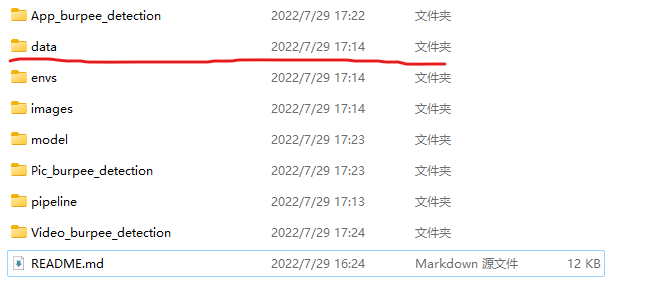 App_burpee_detection 2022/7/29 17:22 文件夹
data 2022/7/29 17:14 文件夹
envs 2022/7/29 17:14 文件夹
images 2022/7/29 17:14 文件夹
model 2022/7/29 17:23 文件夹
Pic_burpee_detection 2022/7/29 17:23 文件夹
pipeline 2022/7/29 17:13 文件夹
Video_burpee_detection 2022/7/29 17:24 文件夹
README.md 2022/7/29 16:24 Markdown 源文件 12 KB